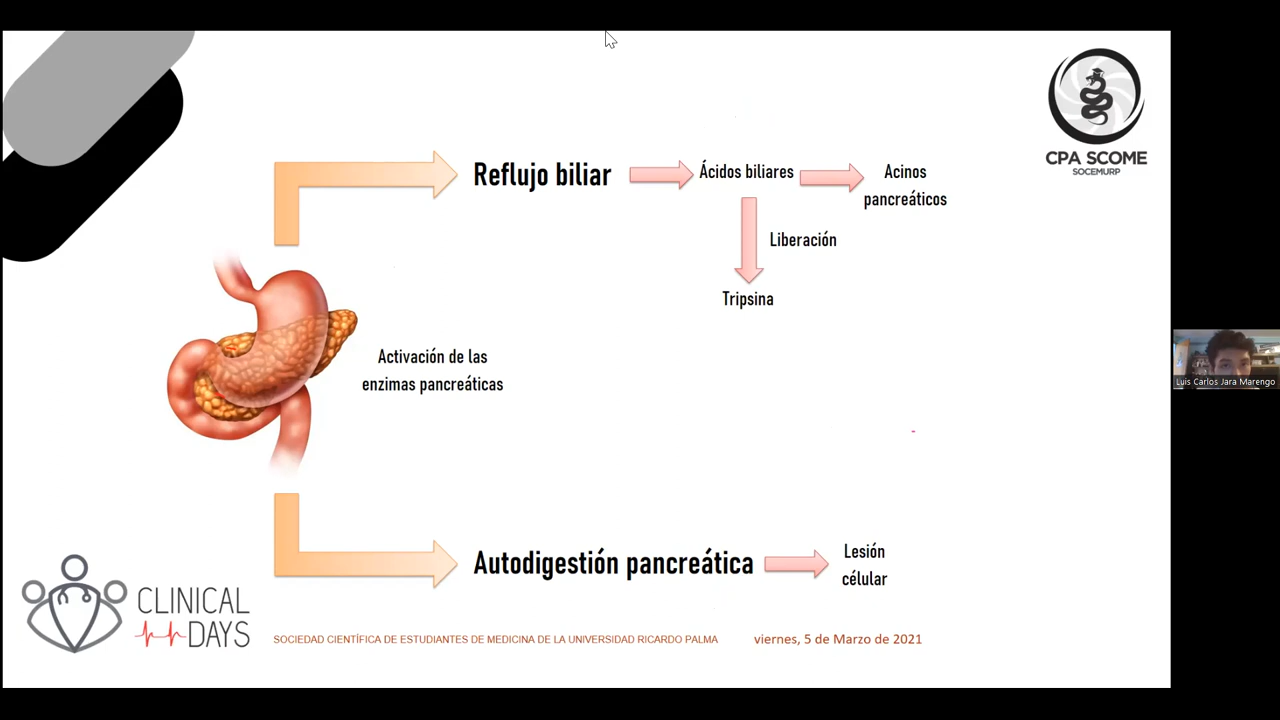 CPA SCOME
SOCEMURP
Reflujo biliar
Ácidos biliares
Acinos
pancreáticos
Liberación
Tripsina
Activación de las
enzimas pancreáticas
Luis Carlos Jara Marengo
Autodigestión pancreática
Lesión
célular
CLINICAL
DAYS
SOCIEDAD CIENTÍFICA DE ESTUDIANTES DE MEDICINA DE LA UNIVERSIDAD RICARDO PALMA
viernes, 5 de Marzo de 2021